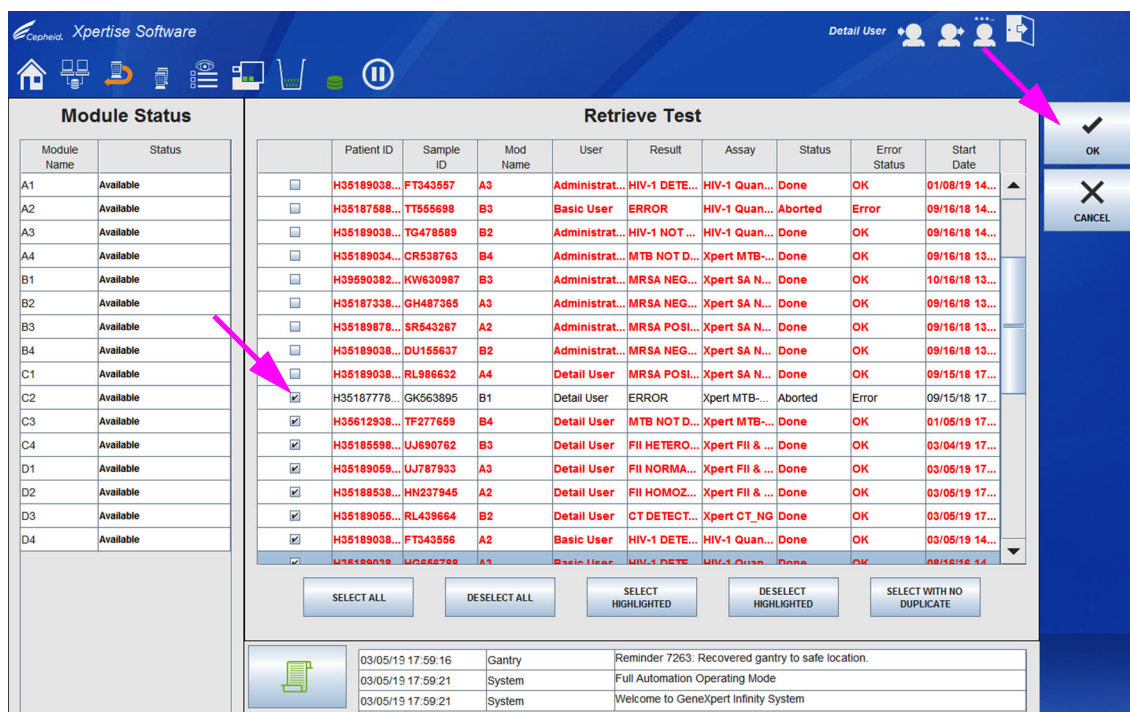 Cepheid. Xpertise Software
Detail User
Module Status
Module Name Status
A1 Available
A2 Available
A3 Available
A4 Available
B1 Available
B2 Available
B3 Available
B4 Available
C1 Available
C2 Available
C3 Available
C4 Available
D1 Available
D2 Available
D3 Available
D4 Available
Retrieve Test
Patient ID Sample ID Mod Name User Result Assay Status Error Status Start Date
H35189038... FT343557 A3 Administrat... HIV-1 DETE... HIV-1 Quan... Done OK 01/08/19 14...
H35187588... TT555698 B3 Basic User ERROR HIV-1 Quan... Aborted Error 09/16/18 14...
H35189038... TG478589 B2 Administrat... HIV-1 NOT ... HIV-1 Quan... Done OK 09/16/18 14...
H35189034... CR538763 B4 Administrat... MTB NOT D... Xpert MTB-... Done OK 09/16/18 13...
H39590382... KW630987 B3 Administrat... MRSA NEG... Xpert SA N... Done OK 10/16/18 13...
H35187338... GH487365 A3 Administrat... MRSA NEG... Xpert SA N... Done OK 09/16/18 13...
H35189878... SR543267 A2 Administrat... MRSA POSI... Xpert SA N... Done OK 09/16/18 13...
H35189038... DU155637 B2 Administrat... MRSA NEG... Xpert SA N... Done OK 09/16/18 13...
H35189038... RL986632 A4 Detail User MRSA POSI... Xpert SA N... Done OK 09/15/18 17...
H35187778... GK563895 B1 Detail User ERROR Xpert MTB-... Aborted Error 09/15/18 17...
H35612938... TF277659 B4 Detail User MTB NOT D... Xpert MTB-... Done OK 01/05/19 17...
H35185598... UJ690762 B3 Detail User FII HETERO... Xpert FII & ... Done OK 03/04/19 17...
H35189059... UJ787933 A3 Detail User FII NORMA... Xpert FII & ... Done OK 03/05/19 17...
H35188538... HN237945 A2 Detail User FII HOMOZ... Xpert FII & ... Done OK 03/05/19 17...
H35189055... RL439664 B2 Detail User CT DETECT... Xpert CT_NG Done OK 03/05/19 17...
H35189038... FT343556 A2 Basic User HIV-1 DETE... HIV-1 Quan... Done OK 03/05/19 14...
H35189038 HG656788 A3 Basic User HIV-1 DETE HIV-1 Quan Done OK 08/16/16 14
SELECT ALL
DESELECT ALL
SELECT HIGHLIGHTED
DESELECT HIGHLIGHTED
SELECT WITH NO DUPLICATE
03/05/19 17:59:16 Gantry Reminder 7263: Recovered gantry to safe location.
03/05/19 17:59:21 System Full Automation Operating Mode
03/05/19 17:59:21 System Welcome to GeneXpert Infinity System
OK
CANCEL